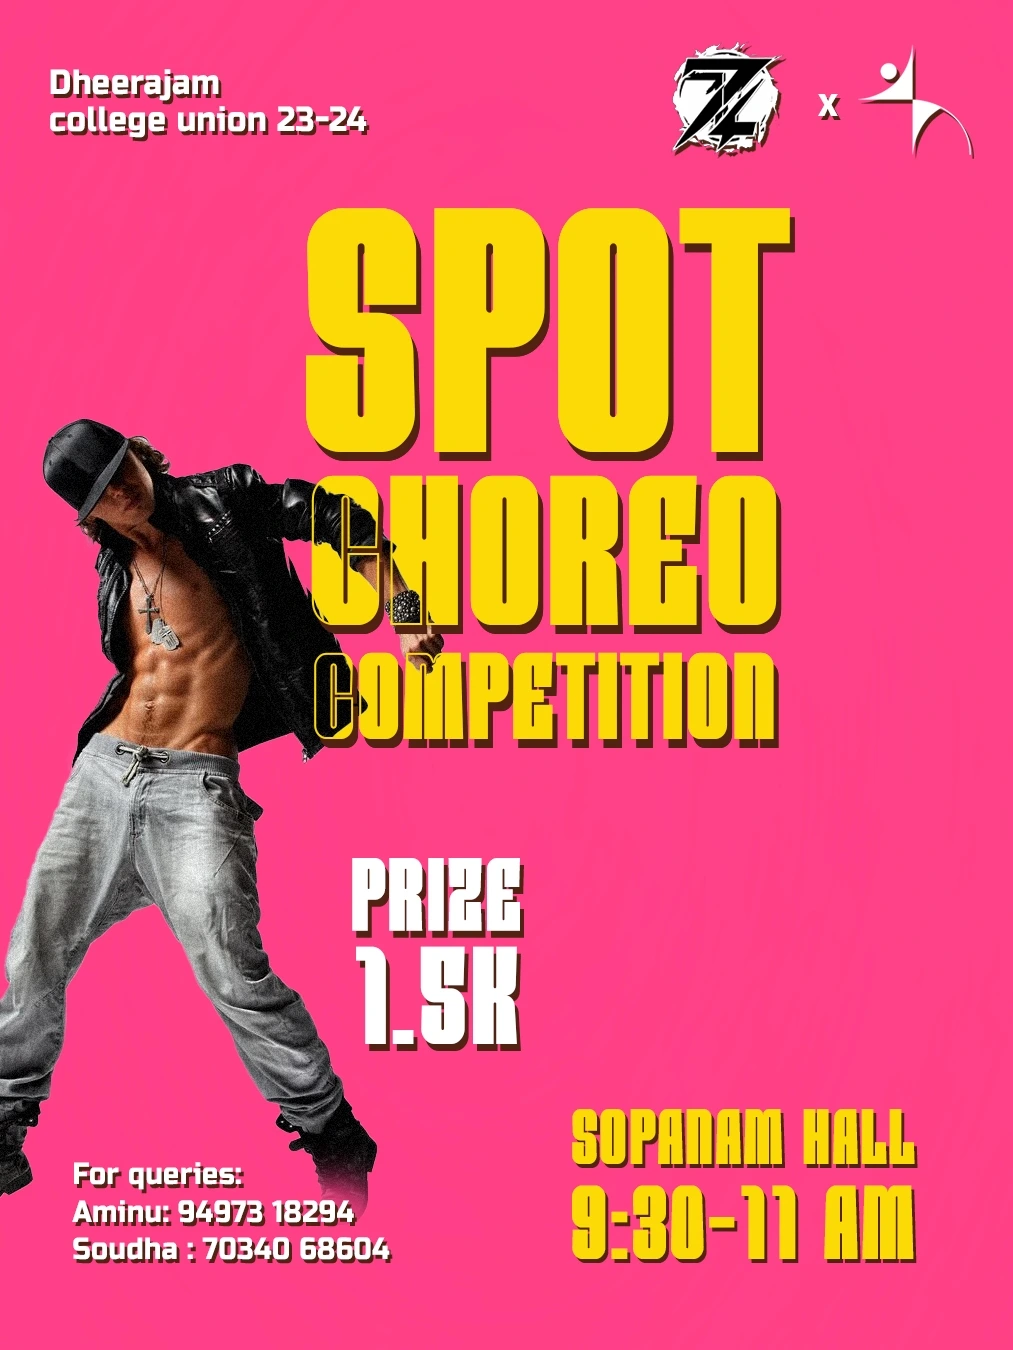 Dheerajam
college union 23-24
x
SPOT
CHOREO
COMPETITION
PRIZE
1.5K
SOPANAM HALL
9:30-11 AM
For queries:
Aminu: 94973 18294
Soudha : 70340 68604